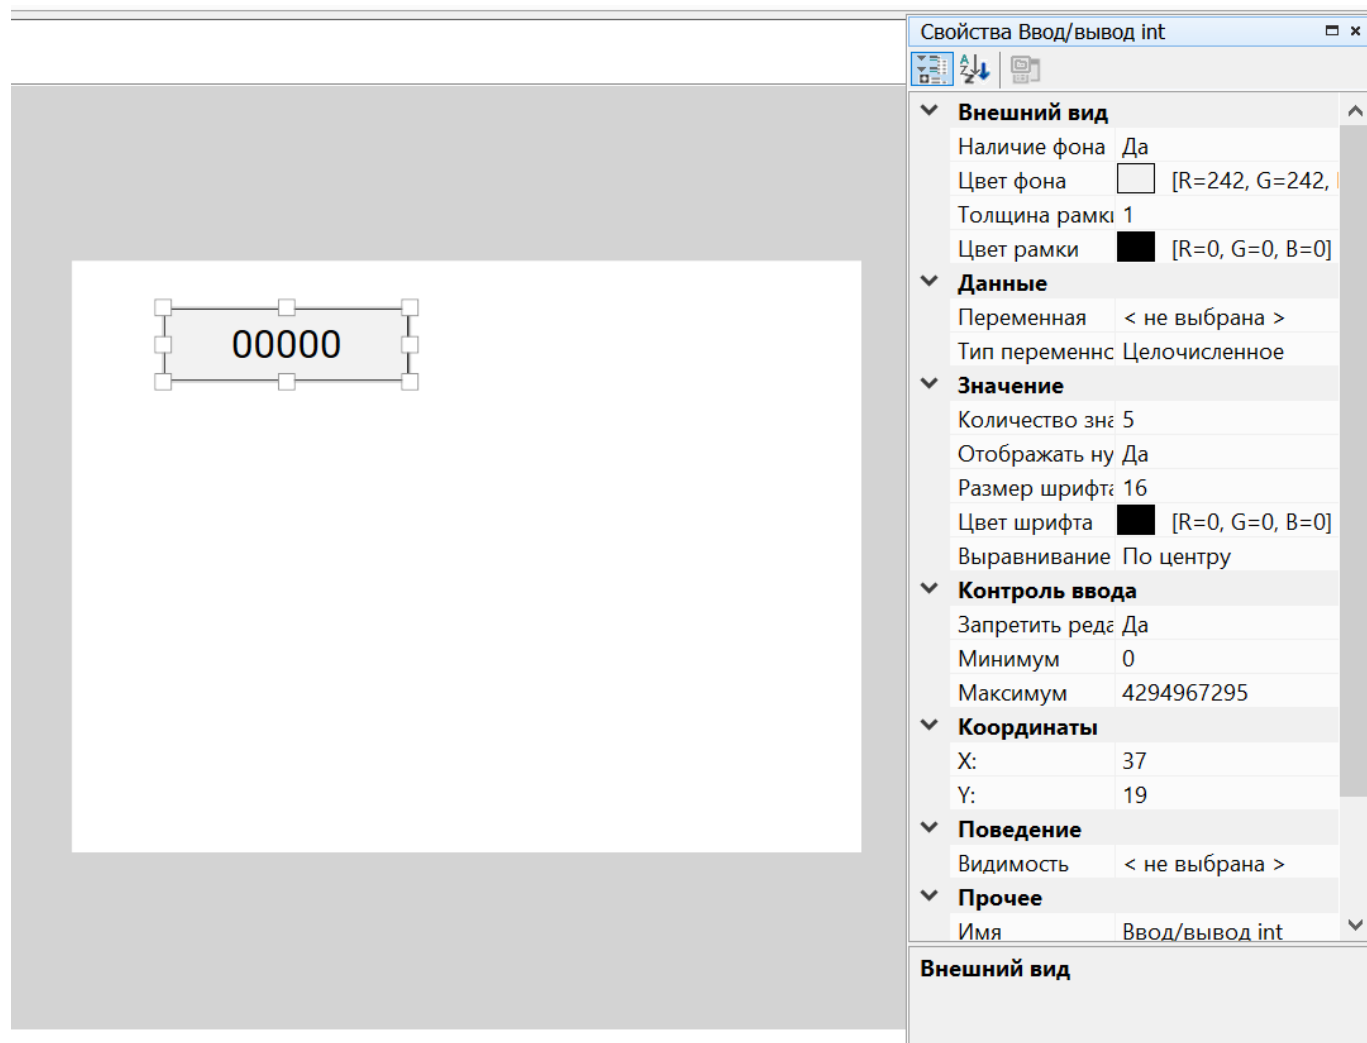 Свойства Ввод/вывод int
Внешний вид
Наличие фона Да
Цвет фона [R=242, G=242,
Толщина рамки 1
Цвет рамки [R=0, G=0, B=0]
Данные
Переменная < не выбрана >
Тип переменно Целочисленное
Значение
Количество зна 5
Отображать ну Да
Размер шрифта 16
Цвет шрифта [R=0, G=0, B=0]
Выравнивание По центру
Контроль ввода
Запретить реда Да
Минимум 0
Максимум 4294967295
Координаты
X: 37
Y: 19
Поведение
Видимость < не выбрана >
Прочее
Имя Ввод/вывод int
Внешний вид
00000